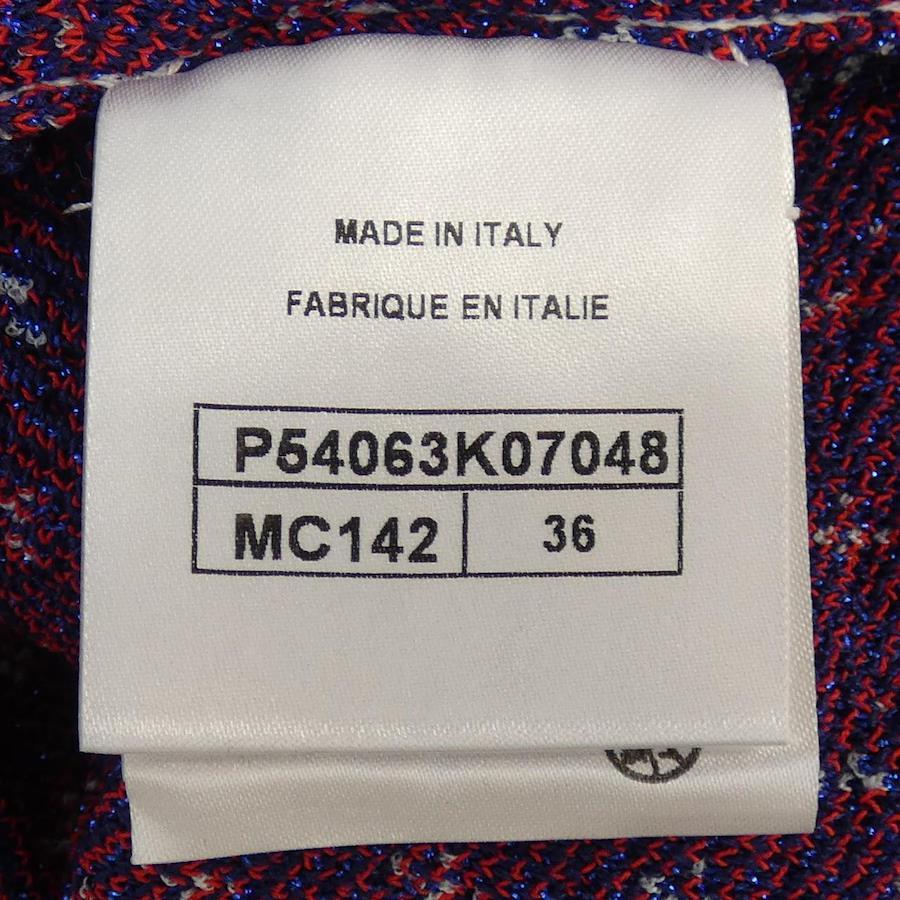 MADE IN ITALY
FABRIQUE EN ITALIE
P54063K07048
MC142 36